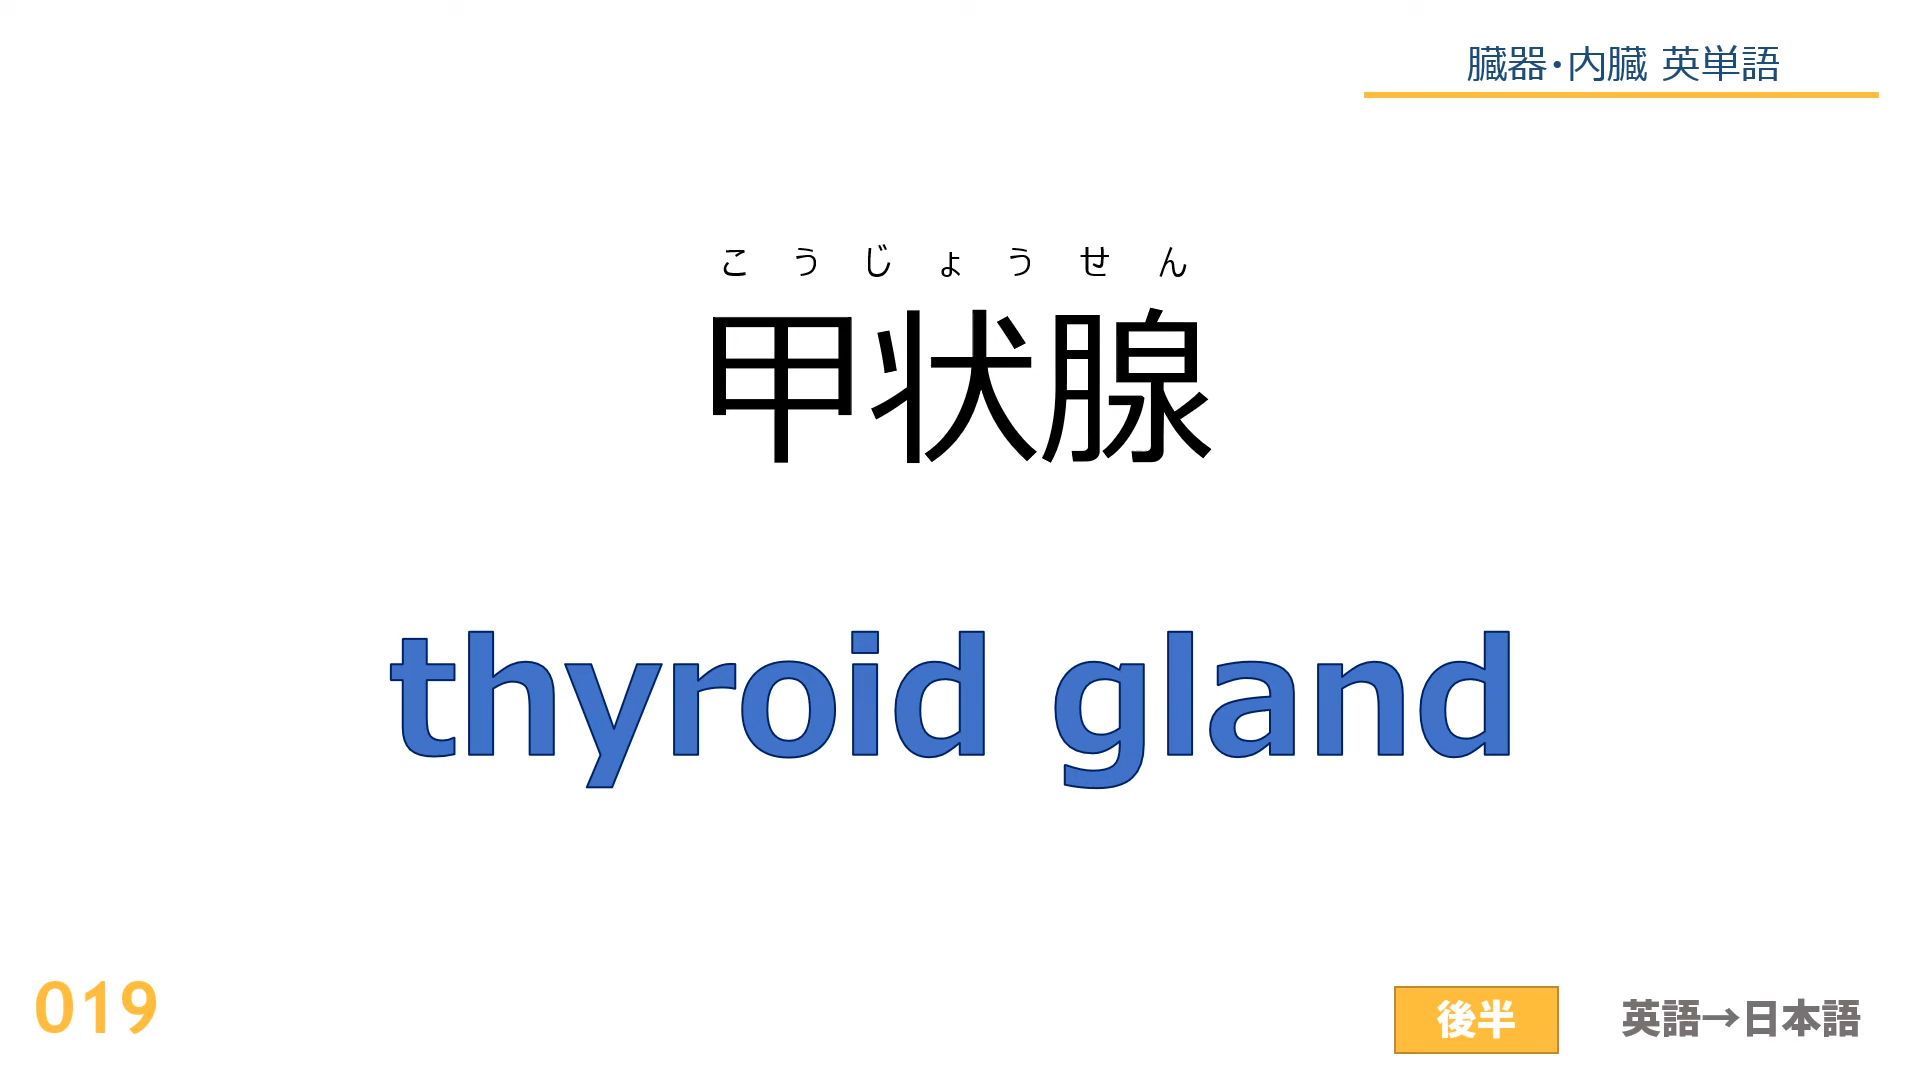 臓器・内臓 英単語
こうじょうせん
甲状腺
thyroid gland
019
後半
英語→日本語